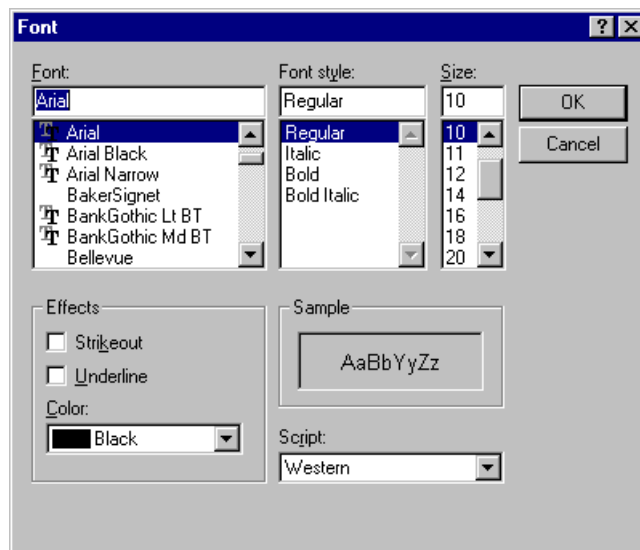 Font
Font:
Arial
Arial
Arial Black
Arial Narrow
BakerSignet
BankGothic Lt BT
BankGothic Md BT
Bellevue
Font style:
Regular
Regular
Italic
Bold
Bold Italic
Size:
10
10
11
12
14
16
18
20
OK
Cancel
Effects
Strikeout
Underline
Color:
Black
Sample
AaBbYyZz
Script:
Western